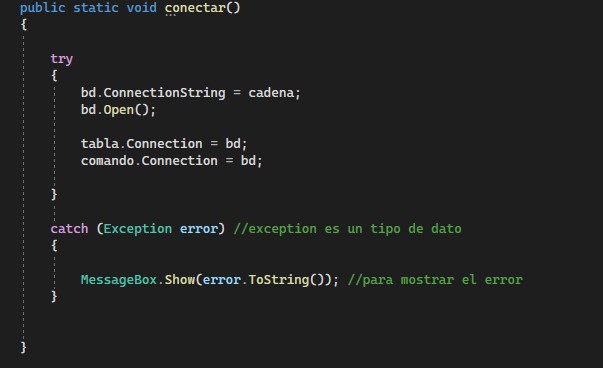 public static void conectar()
{
try
{
bd.ConnectionString = cadena;
bd.Open();
tabla.Connection = bd;
comando.Connection = bd;
}
catch (Exception error) //exception es un tipo de dato
{
MessageBox.Show(error.ToString()); //para mostrar el error
}
}